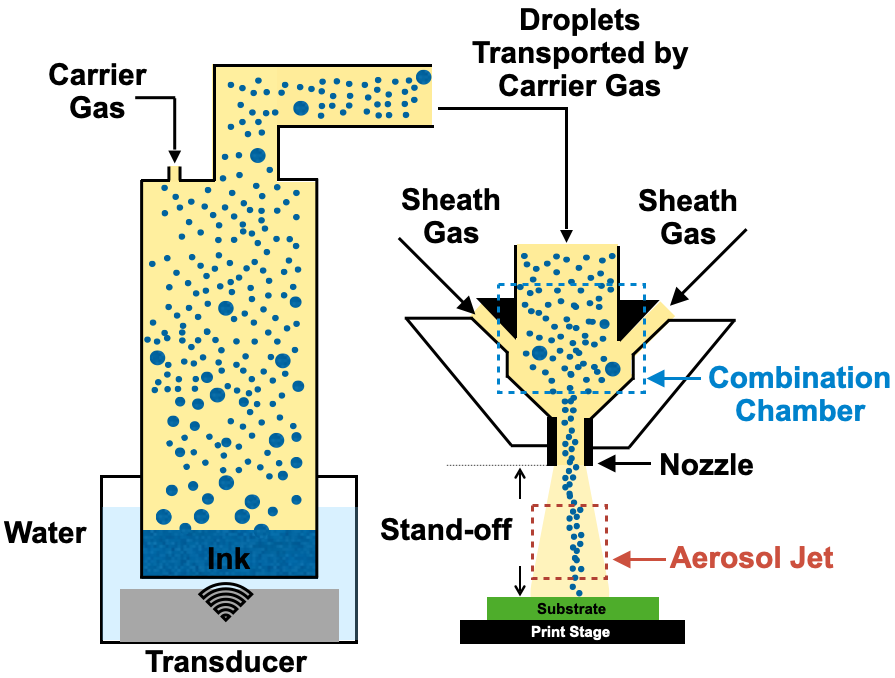 Droplets
Transported by
Carrier Gas
Carrier
Gas
Sheath
Gas
Sheath
Gas
Combination
Chamber
Nozzle
Stand-off
Aerosol Jet
Water
Ink
Substrate
Print Stage
Transducer